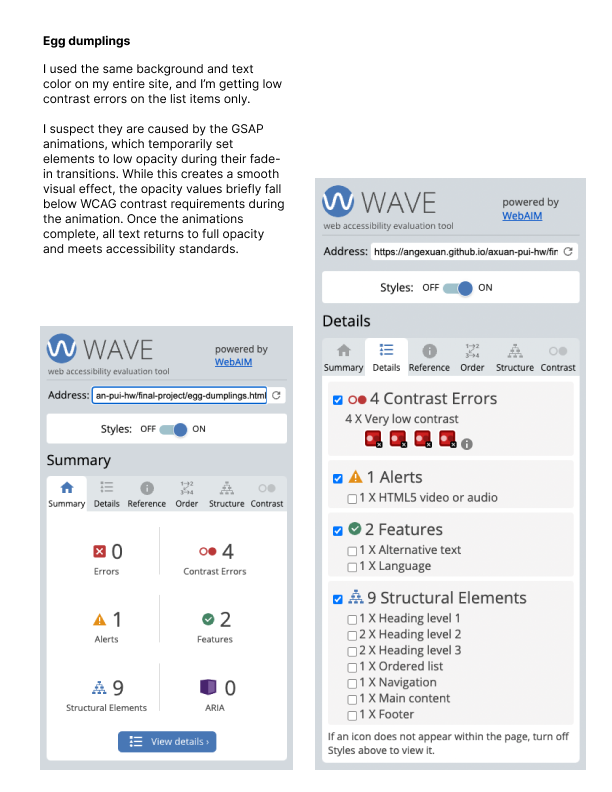 Egg dumplings
I used the same background and text
color on my entire site, and I'm getting low
contrast errors on the list items only.
I suspect they are caused by the GSAP
animations, which temporarily set
elements to low opacity during their fade-
in transitions. While this creates a smooth
visual effect, the opacity values briefly fall
below WCAG contrast requirements during
the animation. Once the animations
complete, all text returns to full opacity
and meets accessibility standards.
WAVE
powered by
WebAIM
web accessibility evaluation tool
Address: an-pui-hw/final-project/egg-dumplings.html
Styles: OFF ON
Summary
Summary Details Reference Order Structure Contrast
0
Errors
4
Contrast Errors
1
Alerts
2
Features
9
Structural Elements
0
ARIA
View details ›
WAVE
powered by
WebAIM
web accessibility evaluation tool
Address: https://angexuan.github.io/axuan-pui-hw/fin
Styles: OFF ON
Details
Summary Details Reference Order Structure Contrast
4 Contrast Errors
4 X Very low contrast
1 Alerts
1 X HTML5 video or audio
2 Features
1 X Alternative text
1 X Language
9 Structural Elements
1 X Heading level 1
2 X Heading level 2
2 X Heading level 3
1 X Ordered list
1 X Navigation
1 X Main content
1 X Footer
If an icon does not appear within the page, turn off
Styles above to view it.